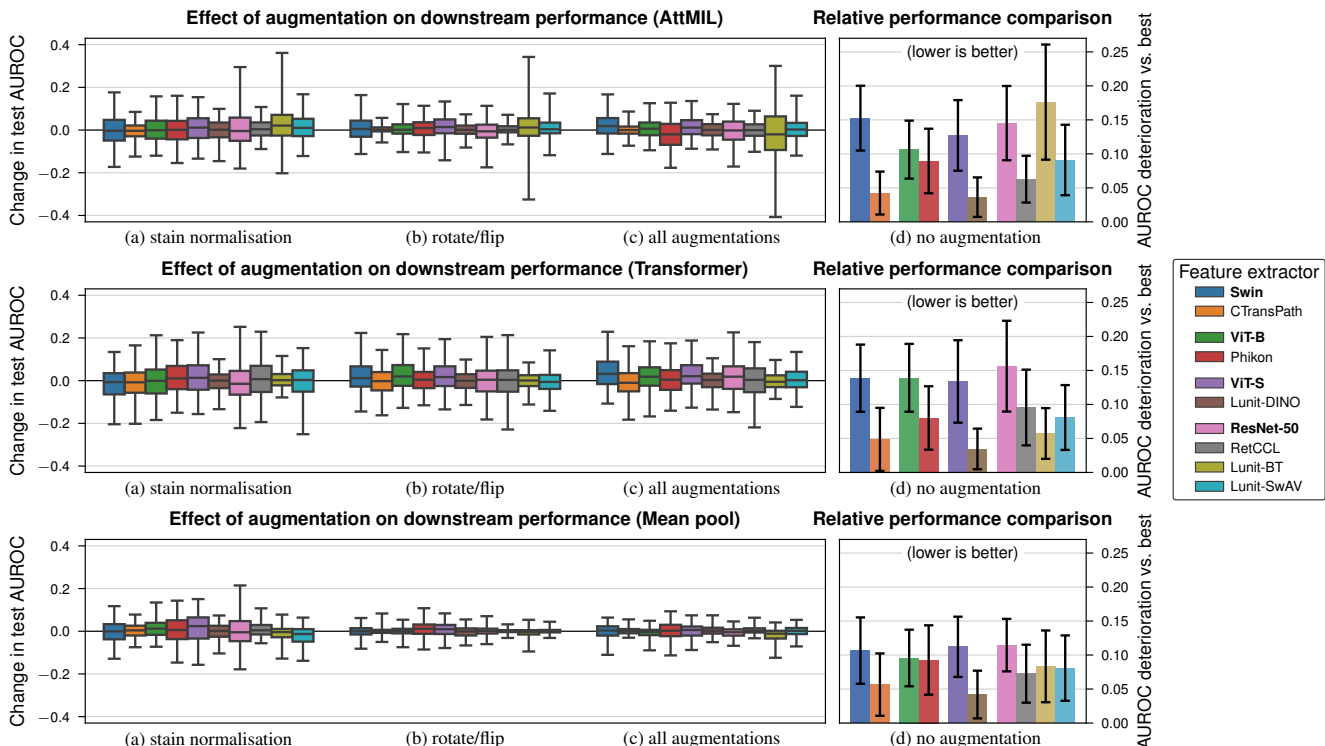 Effect of augmentation on downstream performance (AttMIL)
Relative performance comparison
Change in test AUROC
0.4
0.2
0.0
−0.2
−0.4
(a) stain normalisation
(b) rotate/flip
(c) all augmentations
(lower is better)
(d) no augmentation
0.25
0.20
0.15
0.10
0.05
0.00
AUROC deterioration vs. best
Effect of augmentation on downstream performance (Transformer)
Relative performance comparison
Change in test AUROC
0.4
0.2
0.0
−0.2
−0.4
(a) stain normalisation
(b) rotate/flip
(c) all augmentations
(lower is better)
(d) no augmentation
0.25
0.20
0.15
0.10
0.05
0.00
AUROC deterioration vs. best
Feature extractor
Swin
CTransPath
ViT-B
Phikon
ViT-S
Lunit-DINO
ResNet-50
RetCCL
Lunit-BT
Lunit-SwAV
Effect of augmentation on downstream performance (Mean pool)
Relative performance comparison
Change in test AUROC
0.4
0.2
0.0
−0.2
−0.4
(a) stain normalisation
(b) rotate/flip
(c) all augmentations
(lower is better)
(d) no augmentation
0.25
0.20
0.15
0.10
0.05
0.00
AUROC deterioration vs. best